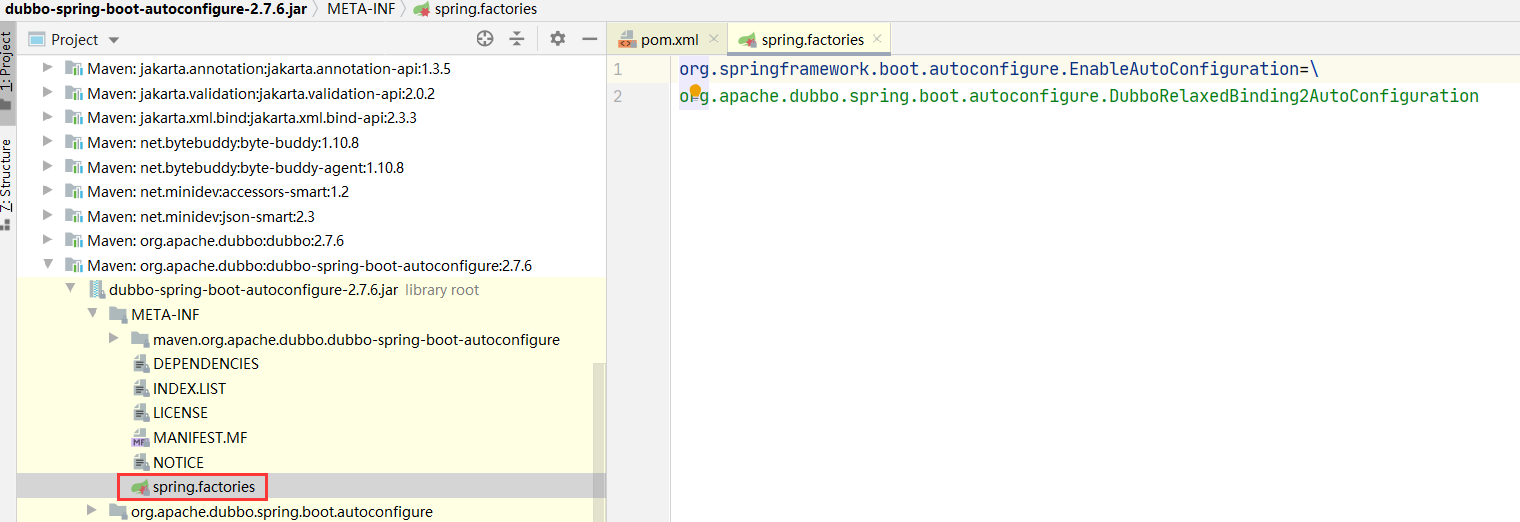 dubbo-spring-boot-autoconfigure-2.7.6.jar META-INF spring.factories
1: Project
Z: Structure
Project
Maven: jakarta.annotation:jakarta.annotation-api:1.3.5
Maven: jakarta.validation:jakarta.validation-api:2.0.2
Maven: jakarta.xml.bind:jakarta.xml.bind-api:2.3.3
Maven: net.bytebuddy:byte-buddy:1.10.8
Maven: net.bytebuddy:byte-buddy-agent:1.10.8
Maven: net.minidev:accessors-smart:1.2
Maven: net.minidev:json-smart:2.3
Maven: org.apache.dubbo:dubbo:2.7.6
Maven: org.apache.dubbo:dubbo-spring-boot-autoconfigure:2.7.6
dubbo-spring-boot-autoconfigure-2.7.6.jar library root
META-INF
maven.org.apache.dubbo.dubbo-spring-boot-autoconfigure
DEPENDENCIES
INDEX.LIST
LICENSE
MF MANIFEST.MF
NOTICE
spring.factories
org.apache.dubbo.spring.boot.autoconfigure
pom.xml spring.factories
1 org.springframework.boot.autoconfigure.EnableAutoConfiguration=\
2 org.apache.dubbo.spring.boot.autoconfigure.DubboRelaxedBinding2AutoConfiguration